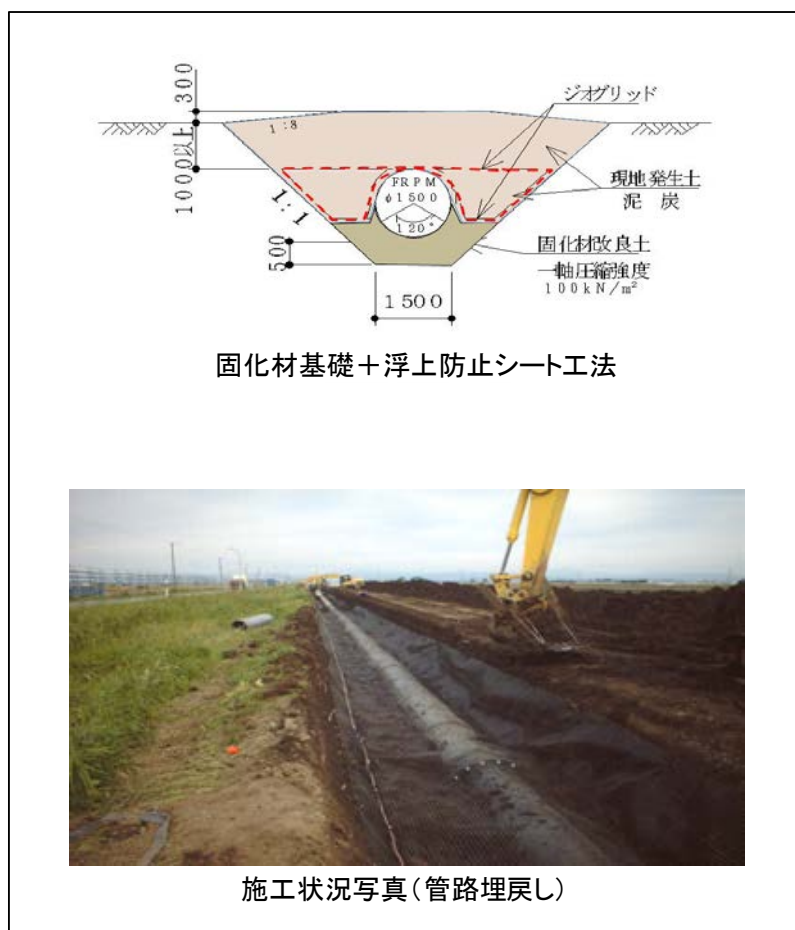 300
1:8
1000以上
1:1
500
1500
ジオグリッド
FRPM
φ1500
120°
現地発生土
泥 炭
固化材改良土
一軸圧縮強度
100kN/m²
固化材基礎+浮上防止シート工法
施工状況写真(管路埋戻し)